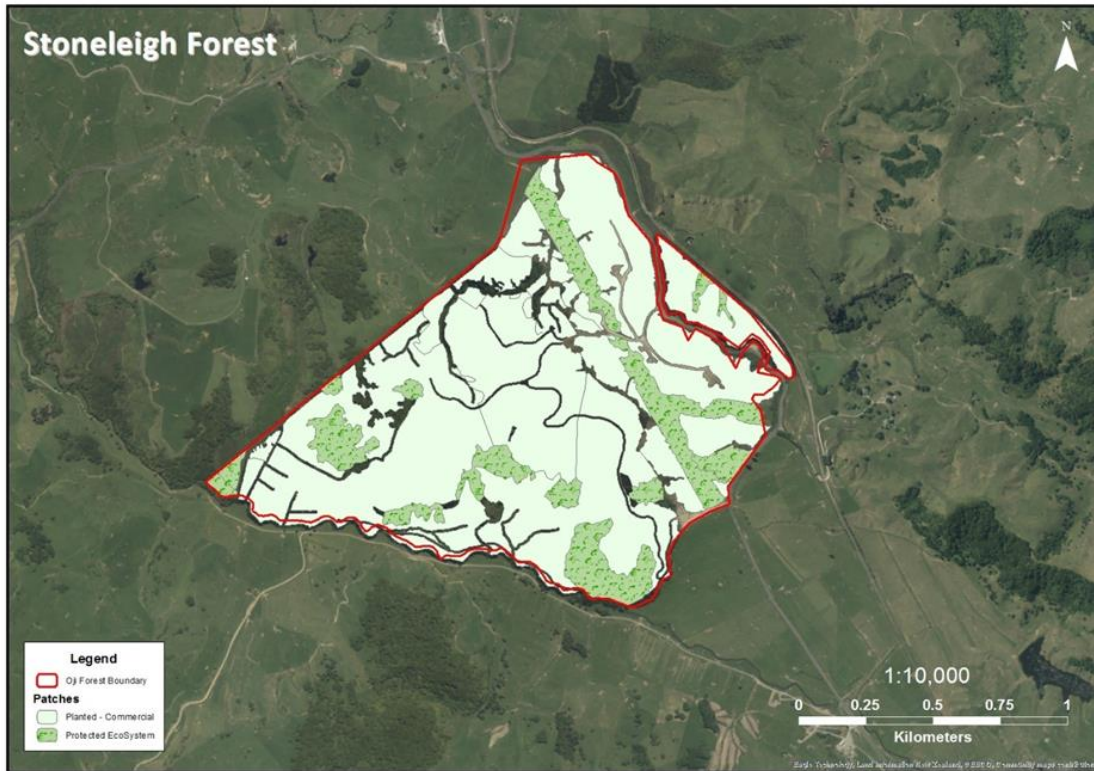 Stoneleigh Forest
N
Legend
Oji Forest Boundary
Patches
Planted - Commercial
Protected EcoSystem
1:10,000
0 0.25 0.5 0.75 1
Kilometers